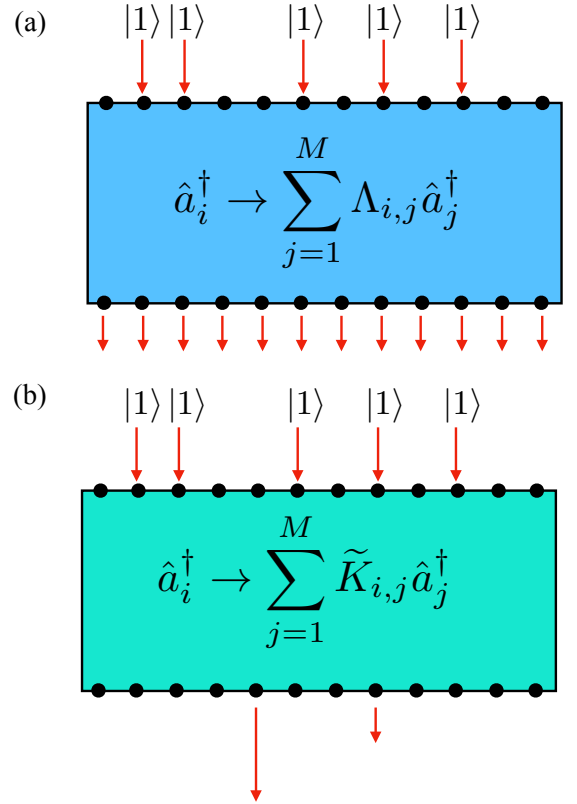 (a)
|1⟩ |1⟩ |1⟩ |1⟩ |1⟩
â†ᵢ → ∑ᴹⱼ₌₁ Λᵢ,ⱼ â†ⱼ
(b)
|1⟩ |1⟩ |1⟩ |1⟩ |1⟩
â†ᵢ → ∑ᴹⱼ₌₁ K̃ᵢ,ⱼ â†ⱼ